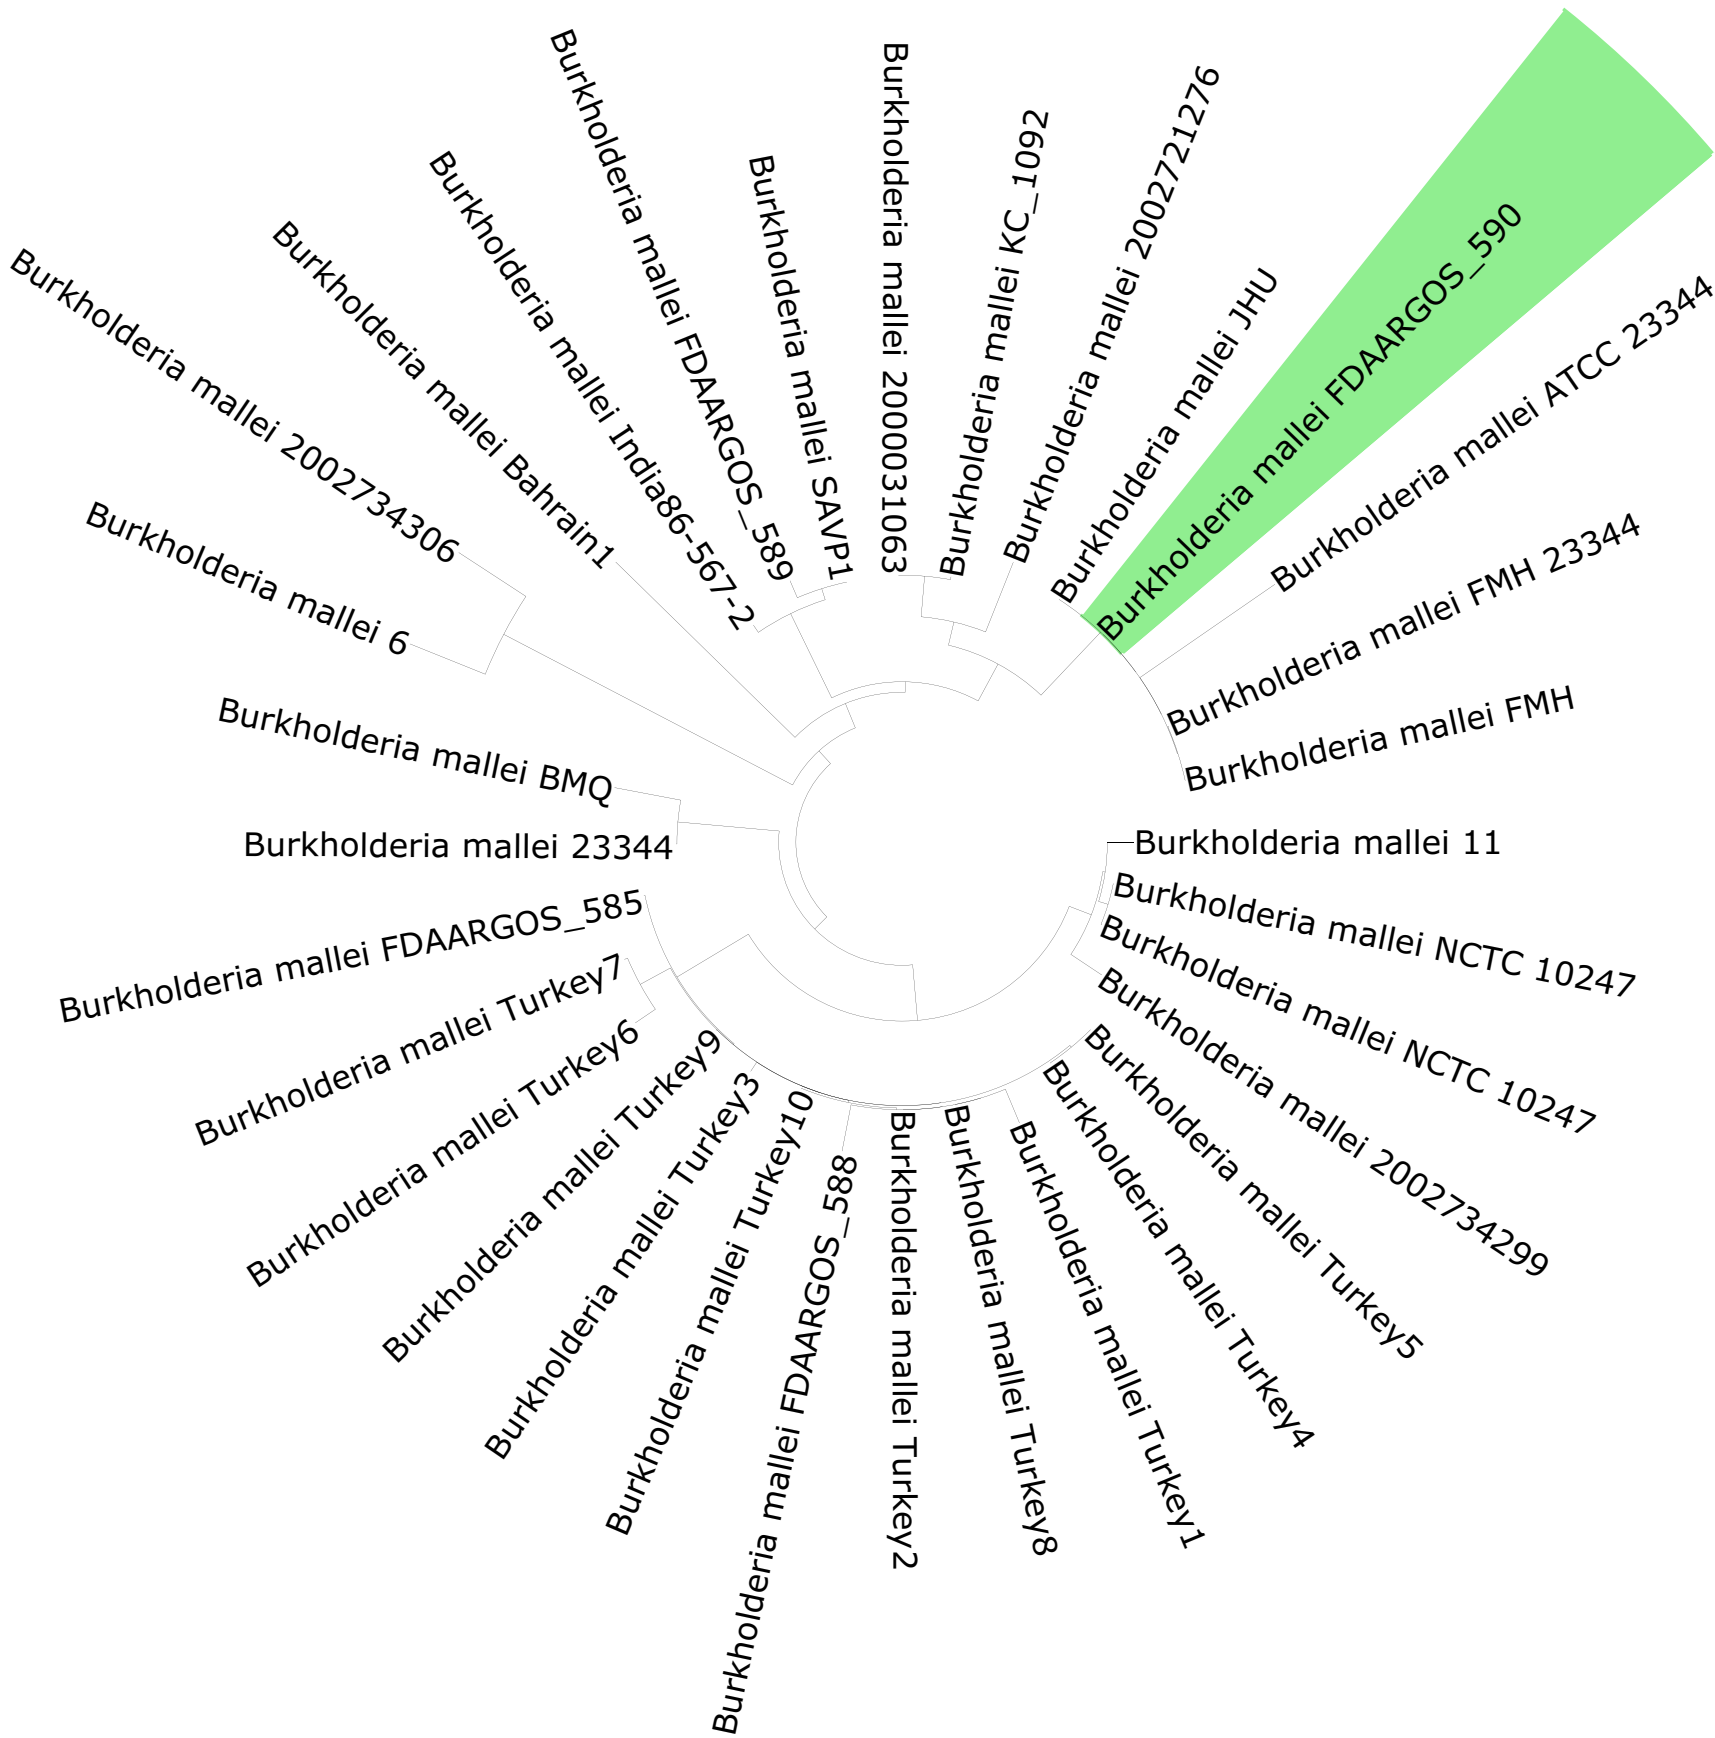 Burkholderia mallei 2000031063
Burkholderia mallei KC_1092
Burkholderia mallei 2002721276
Burkholderia mallei JHU
Burkholderia mallei FDAARGOS_590
Burkholderia mallei ATCC 23344
Burkholderia mallei FMH 23344
Burkholderia mallei FMH
Burkholderia mallei 11
Burkholderia mallei NCTC 10247
Burkholderia mallei NCTC 10247
Burkholderia mallei 2002734299
Burkholderia mallei Turkey5
Burkholderia mallei Turkey4
Burkholderia mallei Turkey1
Burkholderia mallei Turkey8
Burkholderia mallei Turkey2
Burkholderia mallei FDAARGOS_588
Burkholderia mallei Turkey10
Burkholderia mallei Turkey3
Burkholderia mallei Turkey9
Burkholderia mallei Turkey6
Burkholderia mallei Turkey7
Burkholderia mallei FDAARGOS_585
Burkholderia mallei 23344
Burkholderia mallei BMQ
Burkholderia mallei 6
Burkholderia mallei 2002734306
Burkholderia mallei Bahrain1
Burkholderia mallei India86-567-2
Burkholderia mallei FDAARGOS_589
Burkholderia mallei SAVP1